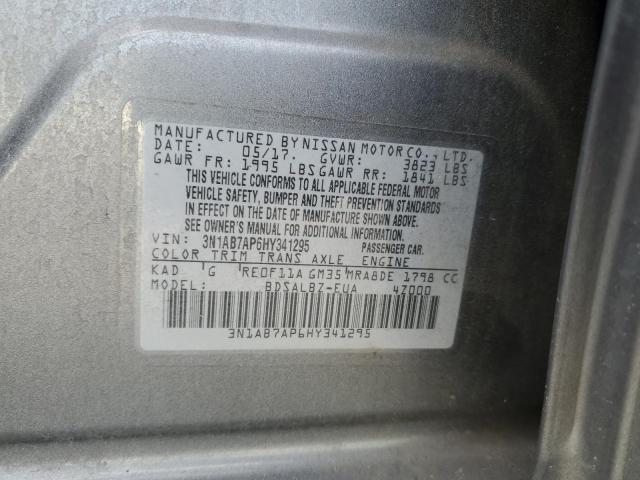 MANUFACTURED BY NISSAN MOTOR CO., LTD.
DATE: 05/17. GVWR: 3823 LBS
GAWR FR: 1995 LBS GAWR RR: 1841 LBS
THIS VEHICLE CONFORMS TO ALL APPLICABLE FEDERAL MOTOR
VEHICLE SAFETY, BUMPER AND THEFT PREVENTION STANDARDS
IN EFFECT ON THE DATE OF MANUFACTURE SHOWN ABOVE.
SEE OWNER'S MANUAL FOR ADDITIONAL INFORMATION.
VIN: 3N1AB7AP6HY341295 PASSENGER CAR.
COLOR TRIM TRANS AXLE ENGINE
KAD G RE0F11A GM35 MRA8DE 1798 CC
MODEL: BDSALBZ-EUA 4Z000
3N1AB7AP6HY341295